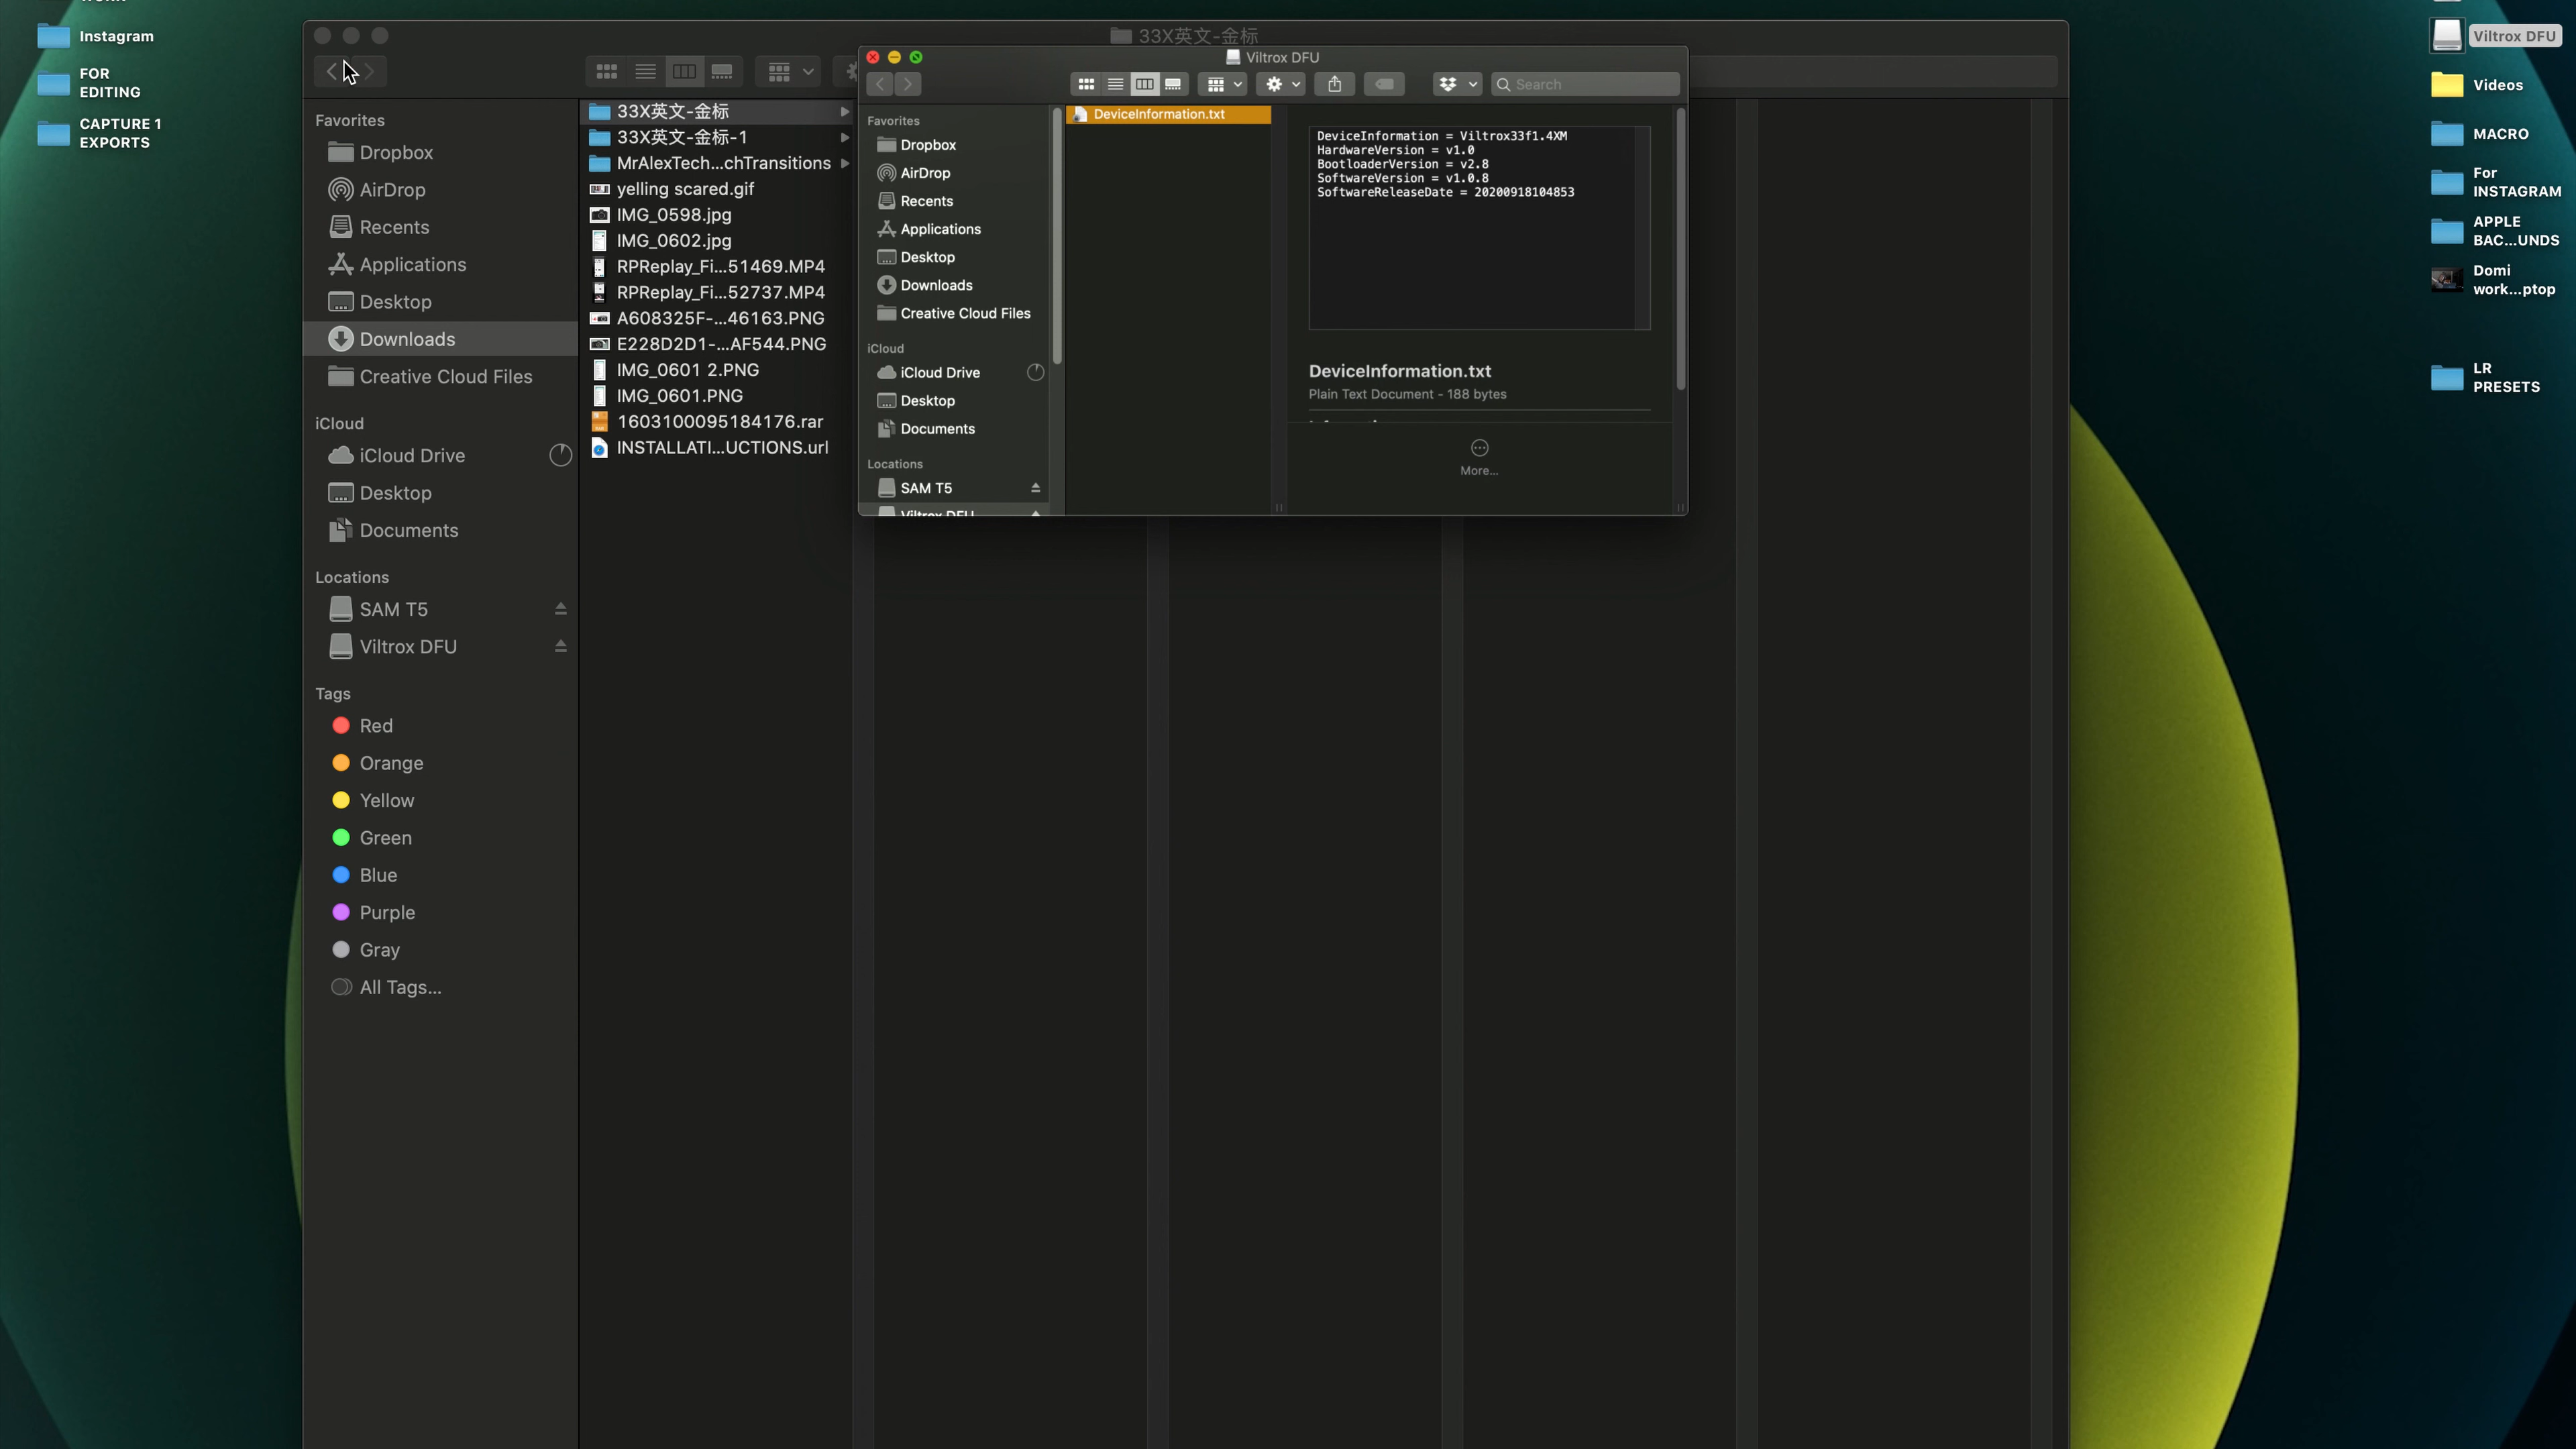 Instagram
FOR
EDITING
CAPTURE 1
EXPORTS
33X英文-金标
Favorites
Dropbox
AirDrop
Recents
Applications
Desktop
Downloads
Creative Cloud Files
iCloud
iCloud Drive
Desktop
Documents
Locations
SAM T5
Viltrox DFU
Tags
Red
Orange
Yellow
Green
Blue
Purple
Gray
All Tags...
33X英文-金标
33X英文-金标-1
MrAlexTech...chTransitions
yelling scared.gif
IMG_0598.jpg
IMG_0602.jpg
RPReplay_Fi...51469.MP4
RPReplay_Fi...52737.MP4
A608325F-...46163.PNG
E228D2D1-...AF544.PNG
IMG_0601 2.PNG
IMG_0601.PNG
1603100095184176.rar
INSTALLATI...UCTIONS.url
Viltrox DFU
Search
Favorites
Dropbox
AirDrop
Recents
Applications
Desktop
Downloads
Creative Cloud Files
iCloud
iCloud Drive
Desktop
Documents
Locations
SAM T5
Viltrox DFU
DeviceInformation.txt
DeviceInformation = Viltrox33f1.4XM
HardwareVersion = v1.0
BootloaderVersion = v2.8
SoftwareVersion = v1.0.8
SoftwareReleaseDate = 20200918104853
DeviceInformation.txt
Plain Text Document - 188 bytes
More...
Viltrox DFU
Videos
MACRO
For
INSTAGRAM
APPLE
BAC...UNDS
Domi
work...ptop
LR
PRESETS